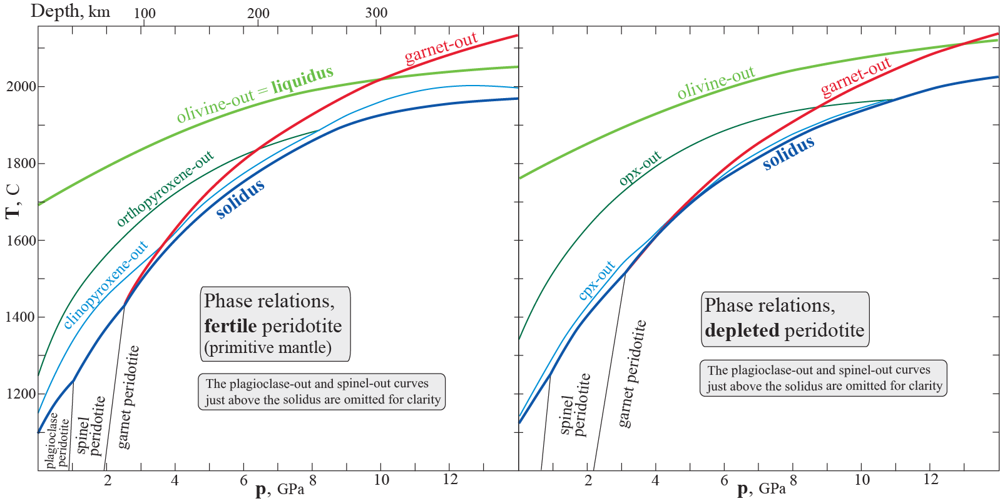 Depth, km
100
200
300
T, C
2000
1800
1600
1400
1200
olivine-out = liquidus
garnet-out
orthopyroxene-out
clinopyroxene-out
solidus
Phase relations,
fertile peridotite
(primitive mantle)
The plagioclase-out and spinel-out curves
just above the solidus are omitted for clarity
plagioclase
peridotite
spinel
peridotite
garnet peridotite
2
4
6
8
10
12
p, GPa
olivine-out
garnet-out
opx-out
cpx-out
solidus
Phase relations,
depleted peridotite
The plagioclase-out and spinel-out curves
just above the solidus are omitted for clarity
spinel
peridotite
garnet peridotite
2
4
6
8
10
12
p, GPa